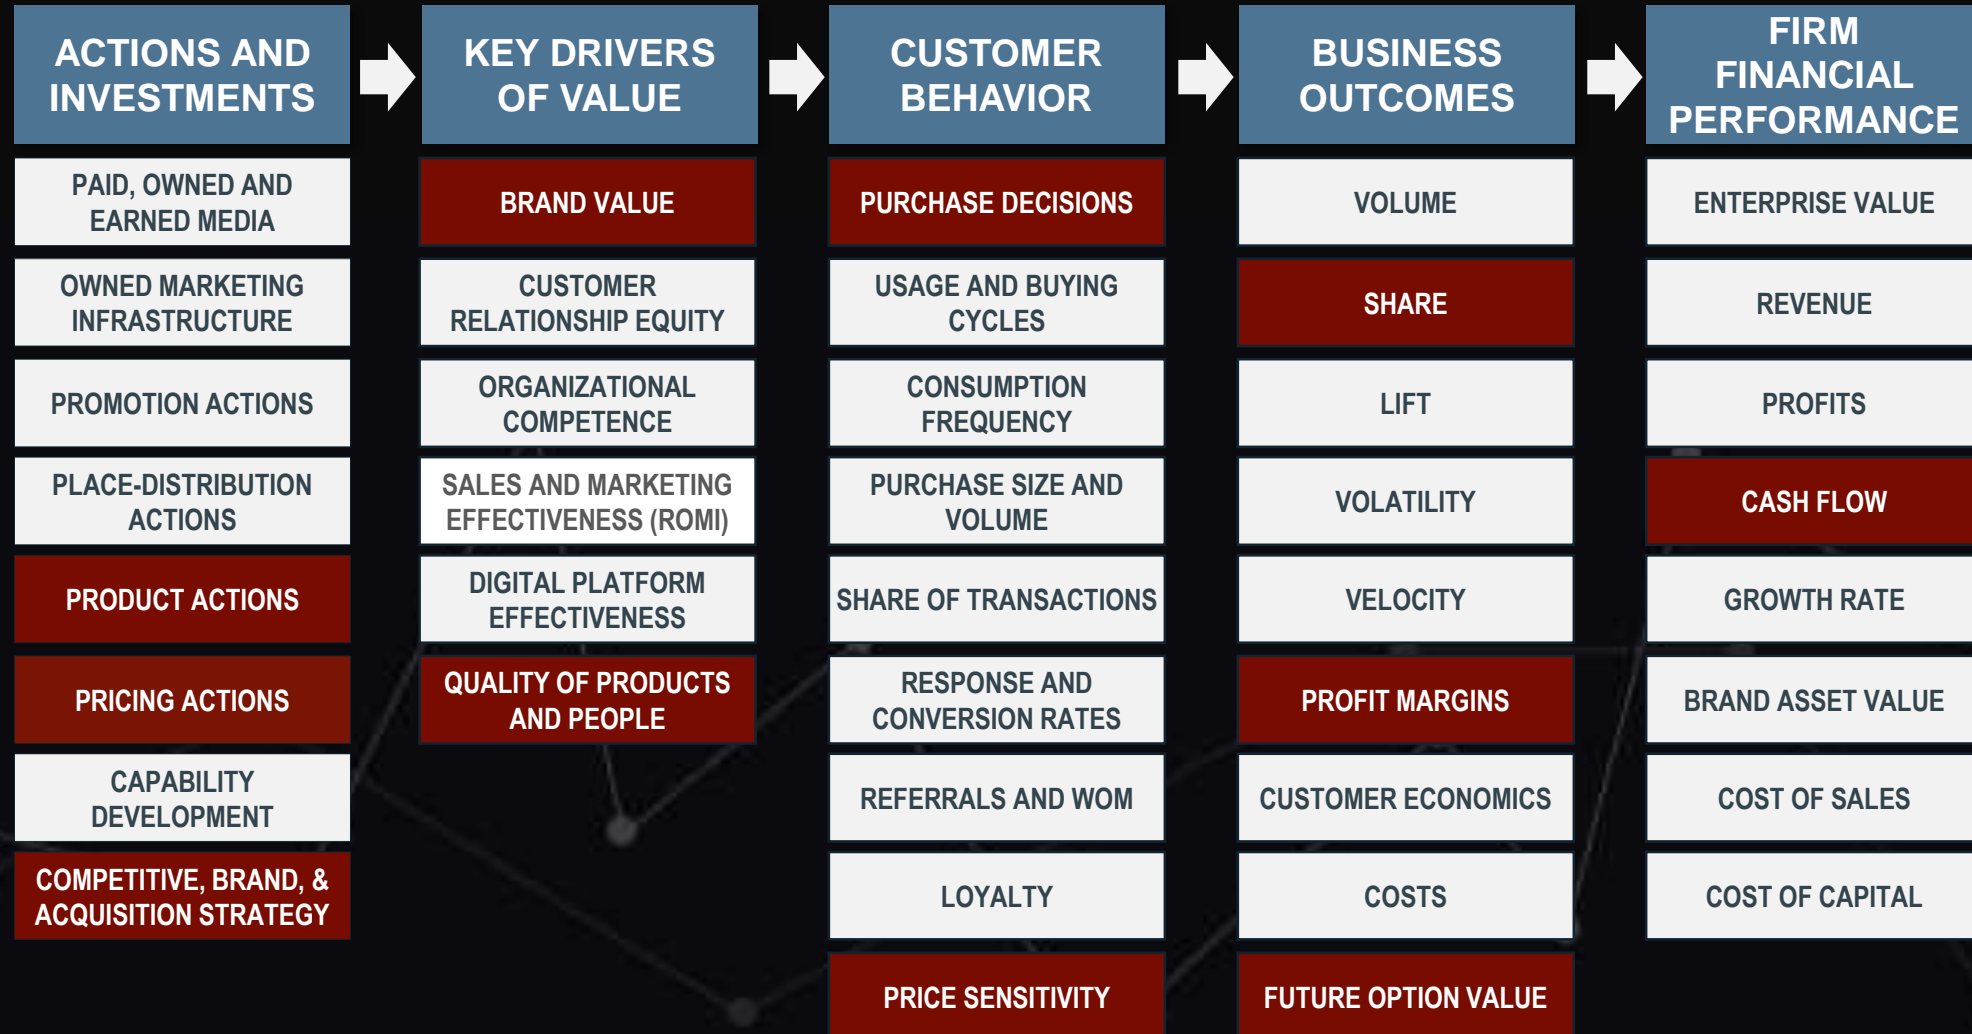 ACTIONS AND
INVESTMENTS
PAID, OWNED AND
EARNED MEDIA
OWNED MARKETING
INFRASTRUCTURE
PROMOTION ACTIONS
PLACE-DISTRIBUTION
ACTIONS
PRODUCT ACTIONS
PRICING ACTIONS
CAPABILITY
DEVELOPMENT
COMPETITIVE, BRAND, &
ACQUISITION STRATEGY
KEY DRIVERS
OF VALUE
BRAND VALUE
CUSTOMER
RELATIONSHIP EQUITY
ORGANIZATIONAL
COMPETENCE
SALES AND MARKETING
EFFECTIVENESS (ROMI)
DIGITAL PLATFORM
EFFECTIVENESS
QUALITY OF PRODUCTS
AND PEOPLE
CUSTOMER
BEHAVIOR
PURCHASE DECISIONS
USAGE AND BUYING
CYCLES
CONSUMPTION
FREQUENCY
PURCHASE SIZE AND
VOLUME
SHARE OF TRANSACTIONS
RESPONSE AND
CONVERSION RATES
REFERRALS AND WOM
LOYALTY
PRICE SENSITIVITY
BUSINESS
OUTCOMES
VOLUME
SHARE
LIFT
VOLATILITY
VELOCITY
PROFIT MARGINS
CUSTOMER ECONOMICS
COSTS
FUTURE OPTION VALUE
FIRM
FINANCIAL
PERFORMANCE
ENTERPRISE VALUE
REVENUE
PROFITS
CASH FLOW
GROWTH RATE
BRAND ASSET VALUE
COST OF SALES
COST OF CAPITAL